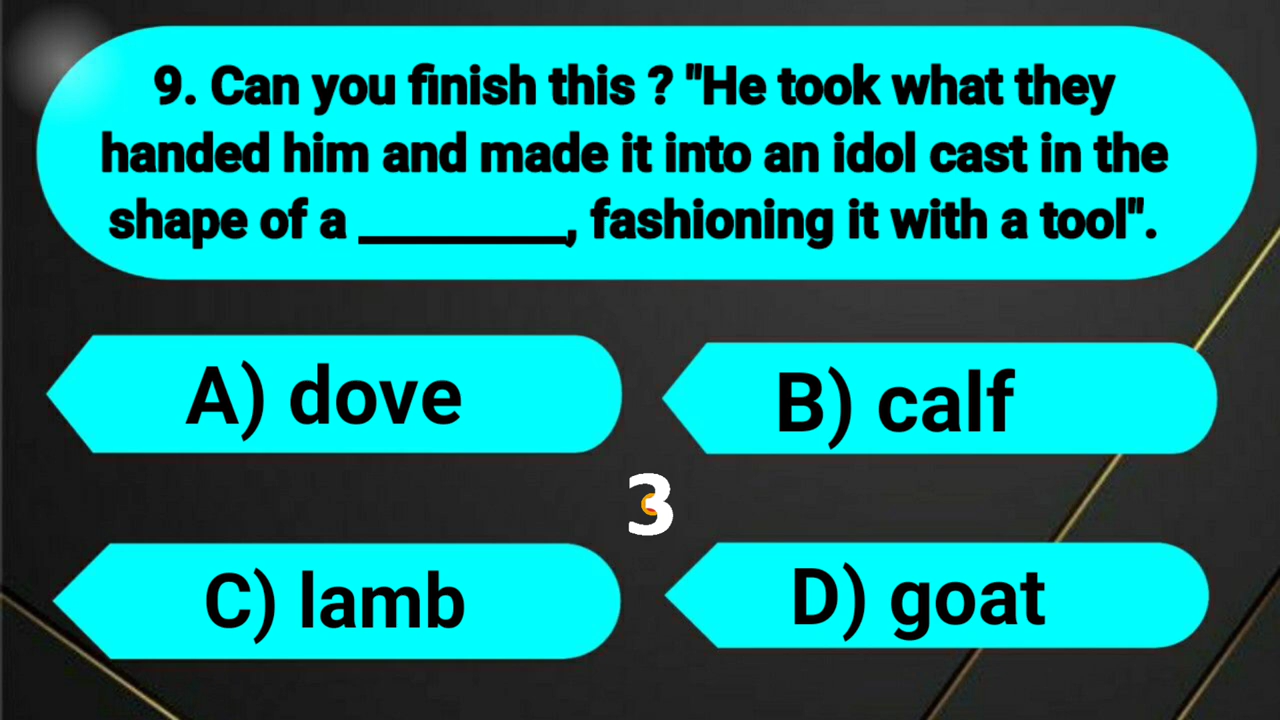 9. Can you finish this ? "He took what they
handed him and made it into an idol cast in the
shape of a ________, fashioning it with a tool".
A) dove
B) calf
3
C) lamb
D) goat